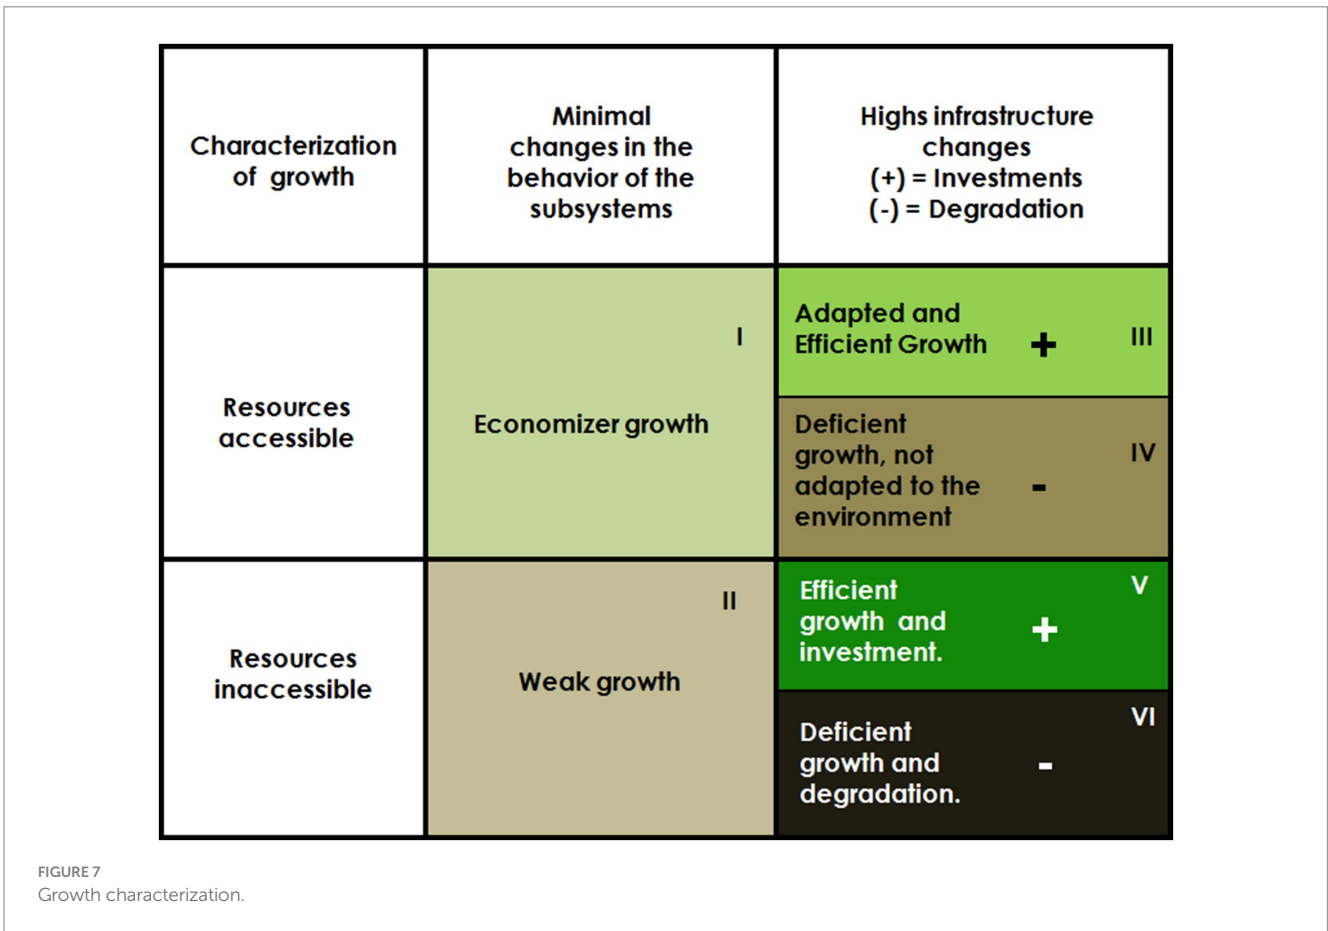 Characterization
of growth
Minimal
changes in the
behavior of the
subsystems
Highs infrastructure
changes
(+) = Investments
(-) = Degradation
Resources
accessible
I
Economizer growth
Adapted and
Efficient Growth
+
III
Deficient
growth, not
adapted to the
environment
-
IV
Resources
inaccessible
II
Weak growth
Efficient
growth and
investment.
+
V
Deficient
growth and
degradation.
-
VI
FIGURE 7
Growth characterization.